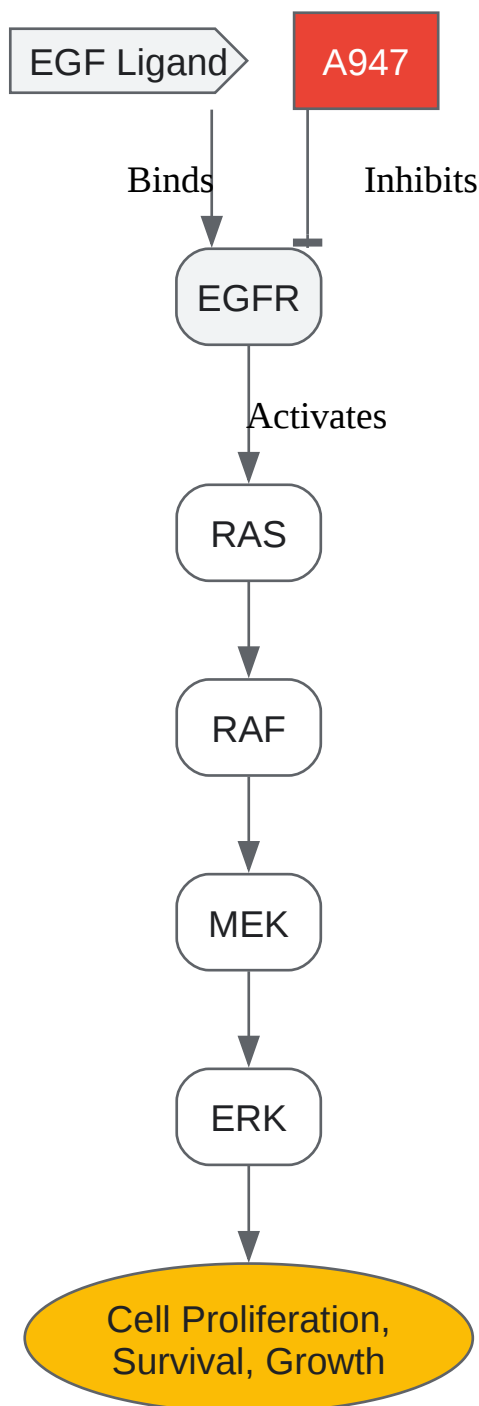 EGF Ligand
A947
Binds
Inhibits
EGFR
Activates
RAS
RAF
MEK
ERK
Cell Proliferation,
Survival, Growth